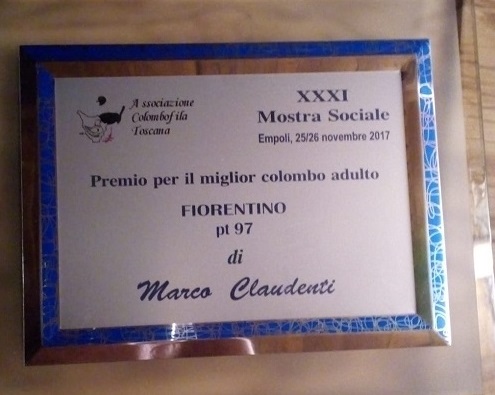 Associazione
Colombofila
Toscana
XXXI
Mostra Sociale
Empoli, 25/26 novembre 2017
Premio per il miglior colombo adulto
FIORENTINO
pt 97
di
Marco Claudenti